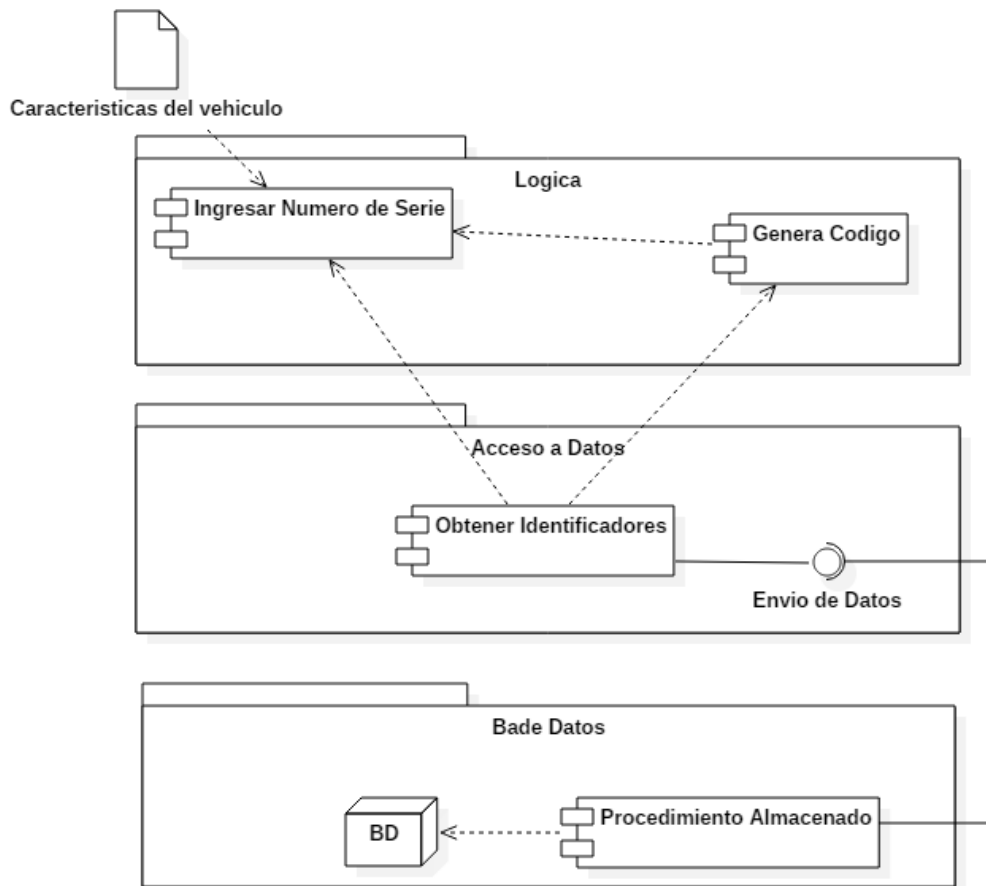 Caracteristicas del vehiculo
Logica
Ingresar Numero de Serie
Genera Codigo
Acceso a Datos
Obtener Identificadores
Envio de Datos
Bade Datos
BD
Procedimiento Almacenado